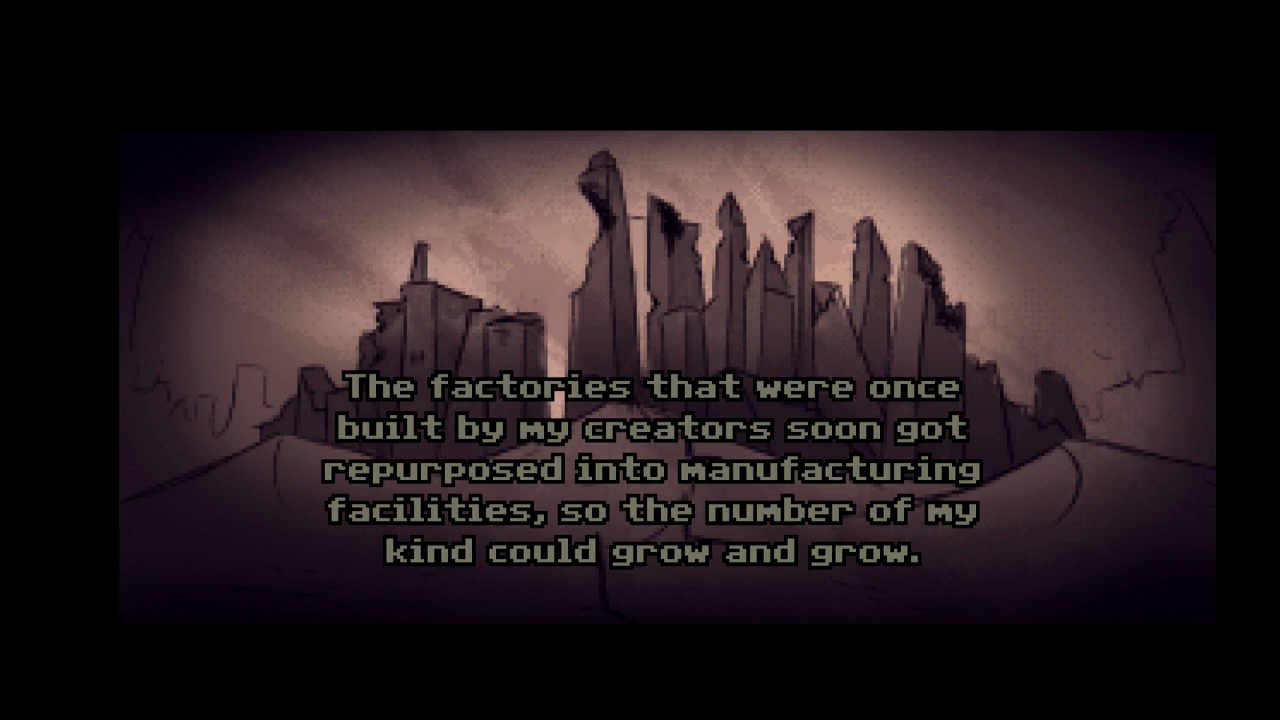 The factories that were once
built by my creators soon got
repurposed into manufacturing
facilities, so the number of my
kind could grow and grow.